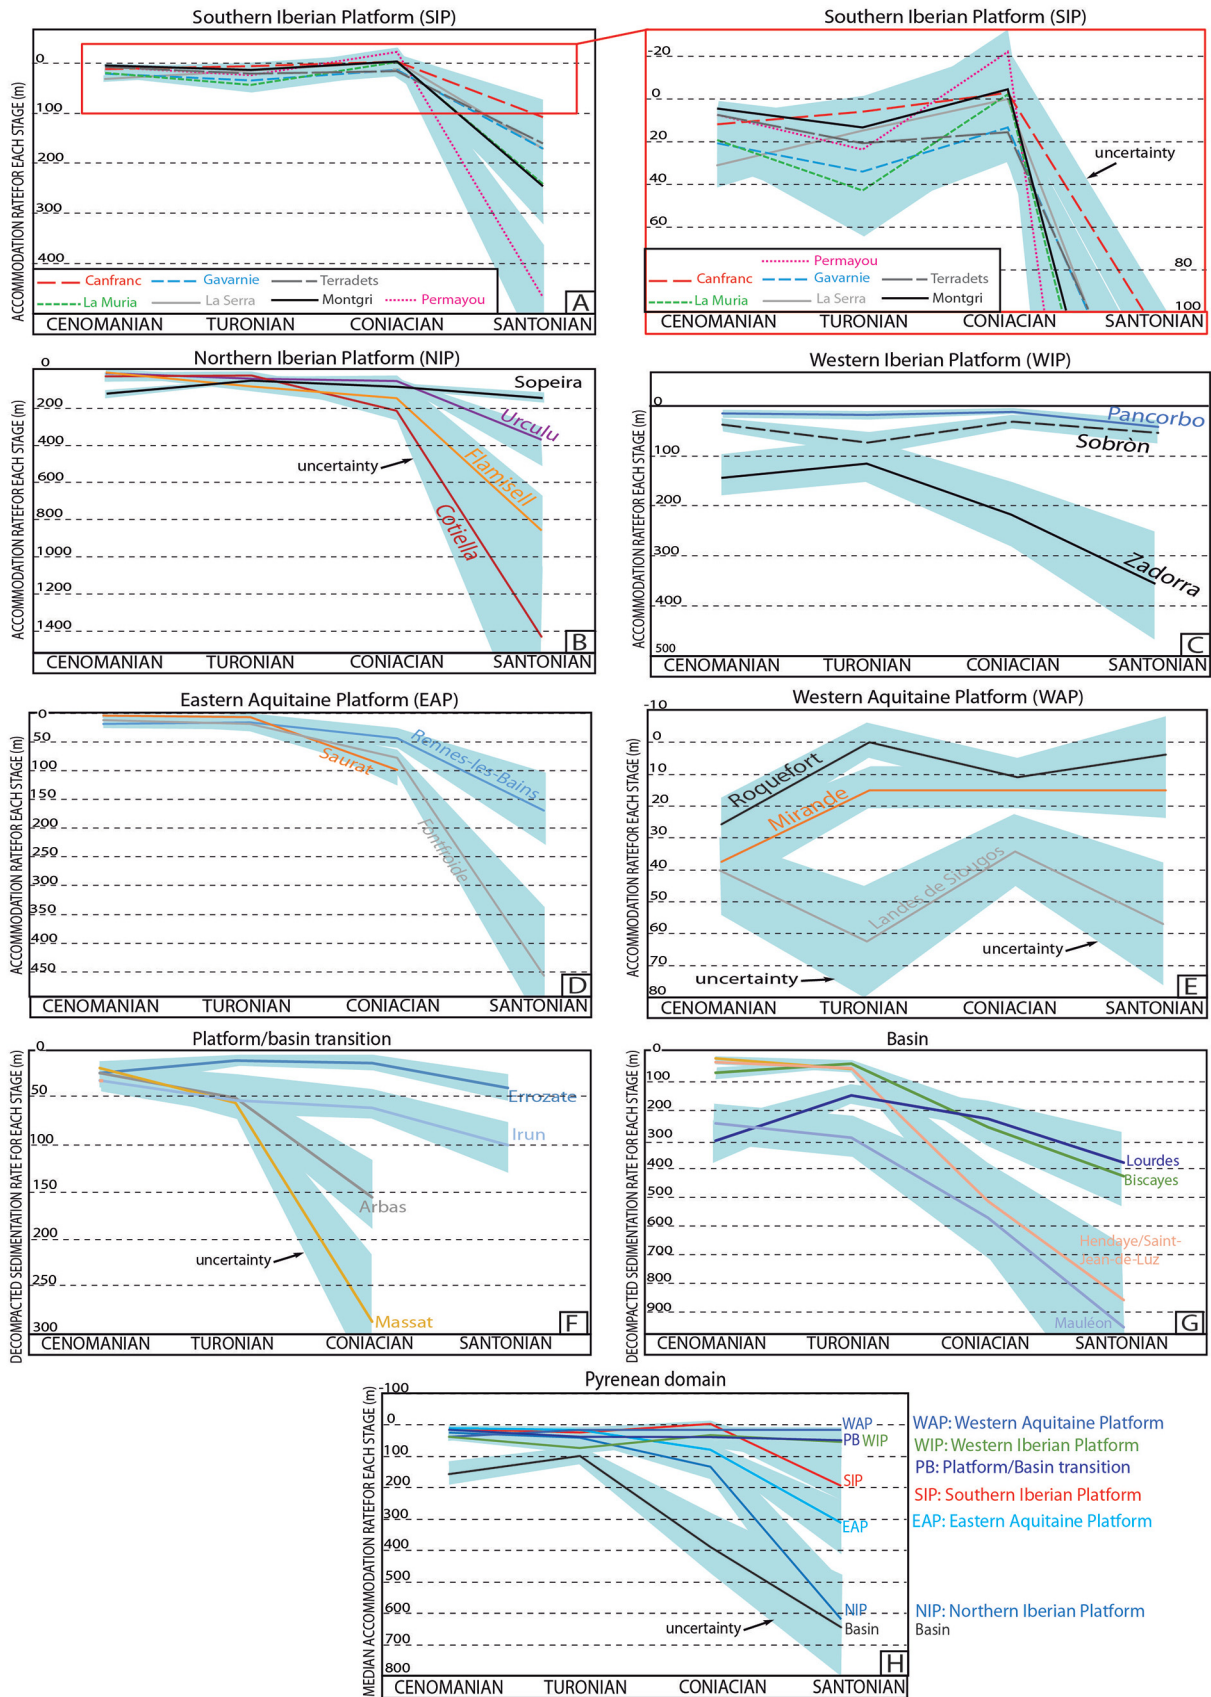 Southern Iberian Platform (SIP)
ACCOMMODATION RATEFOR EACH STAGE (m)
0
100
200
300
400
Canfranc
Gavarnie
Terradets
La Muria
La Serra
Montgri
Permayou
A
CENOMANIAN
TURONIAN
CONIACIAN
SANTONIAN
Southern Iberian Platform (SIP)
-20
0
20
40
60
80
100
uncertainty
Permayou
Canfranc
Gavarnie
Terradets
La Muria
La Serra
Montgri
CENOMANIAN
TURONIAN
CONIACIAN
SANTONIAN
Northern Iberian Platform (NIP)
ACCOMMODATION RATEFOR EACH STAGE (m)
0
200
400
600
800
1000
1200
1400
Sopeira
Urculu
uncertainty
Flamisell
Cotiella
B
CENOMANIAN
TURONIAN
CONIACIAN
SANTONIAN
Western Iberian Platform (WIP)
ACCOMMODATION RATEFOR EACH STAGE (m)
0
100
200
300
400
500
Pancorbo
Sobròn
Zadorra
C
CENOMANIAN
TURONIAN
CONIACIAN
SANTONIAN
Eastern Aquitaine Platform (EAP)
ACCOMMODATION RATEFOR EACH STAGE (m)
0
50
100
150
200
250
300
350
400
450
Saurat
Rennes-les-Bains
Fontfroide
D
CENOMANIAN
TURONIAN
CONIACIAN
SANTONIAN
Western Aquitaine Platform (WAP)
ACCOMMODATION RATEFOR EACH STAGE (m)
-10
0
10
20
30
40
50
60
70
80
Roquefort
Mirande
Landes de Siougos
uncertainty
uncertainty
E
CENOMANIAN
TURONIAN
CONIACIAN
SANTONIAN
Platform/basin transition
DECOMPACTED SEDIMENTATION RATE FOR EACH STAGE (m)
0
50
100
150
200
250
300
Errozate
Irun
Arbas
uncertainty
Massat
F
CENOMANIAN
TURONIAN
CONIACIAN
SANTONIAN
Basin
DECOMPACTED SEDIMENTATION RATE FOR EACH STAGE (m)
0
100
200
300
400
500
600
700
800
900
Lourdes
Biscayes
Hendaye/Saint-
Jean-de-Luz
Mauléon
G
CENOMANIAN
TURONIAN
CONIACIAN
SANTONIAN
Pyrenean domain
MEDIAN ACCOMMODATION RATEFOR EACH STAGE (m)
-100
0
100
200
300
400
500
600
700
800
WAP
PB WIP
SIP
EAP
NIP
Basin
uncertainty
H
CENOMANIAN
TURONIAN
CONIACIAN
SANTONIAN
WAP: Western Aquitaine Platform
WIP: Western Iberian Platform
PB: Platform/Basin transition
SIP: Southern Iberian Platform
EAP: Eastern Aquitaine Platform
NIP: Northern Iberian Platform
Basin